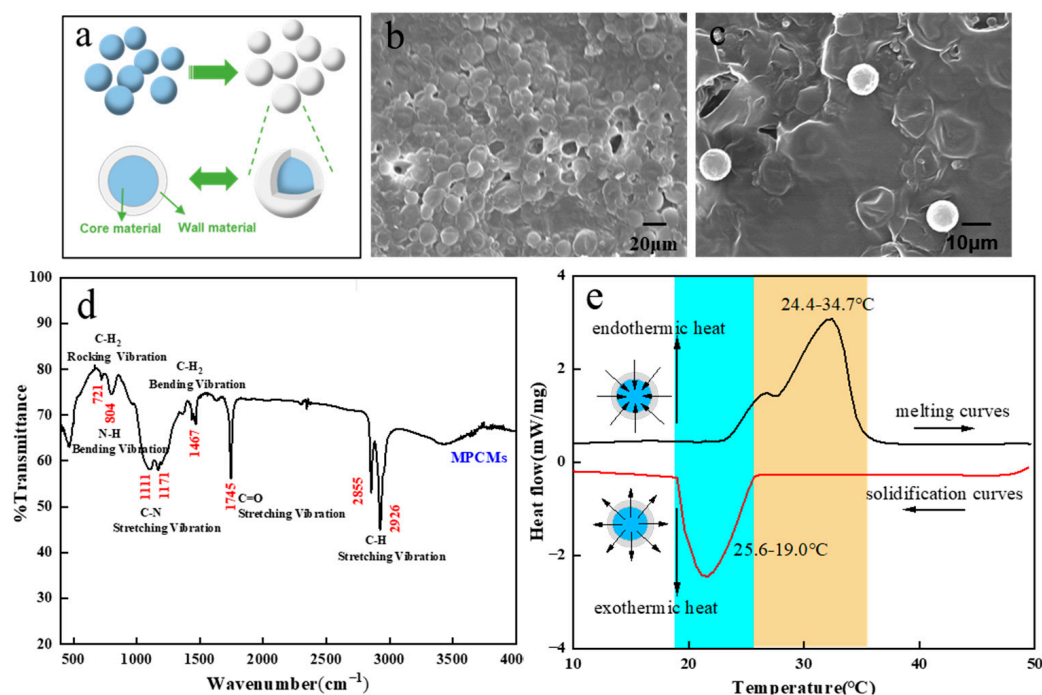 a
Core material
Wall material
b
20μm
c
10μm
d
%Transmittance
100
90
80
70
60
50
40
30
20
C-H₂
Rocking Vibration
721
804
N-H
Bending Vibration
1111
1171
C-N
Stretching Vibration
C-H₂
Bending Vibration
1467
1745
C=O
Stretching Vibration
2855
2926
C-H
Stretching Vibration
MPCMs
500
1000
1500
2000
2500
3000
3500
400
Wavenumber(cm⁻¹)
e
Heat flow(mW/mg)
4
2
0
−2
−4
endothermic heat
24.4-34.7°C
melting curves
solidification curves
25.6-19.0°C
exothermic heat
10
20
30
40
50
Temperature(°C)